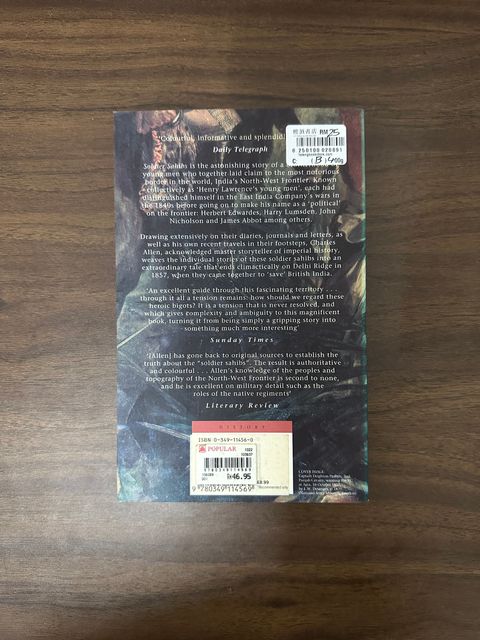 'Colourful, informative and splendid
Daily Telegraph
RM25
8250100020691
Soldier Sahibs is the astonishing story of a
young men who together laid claim to the most notorious
border in the world, India's North-West Frontier. Known
collectively as 'Henry Lawrence's young men', each had
distinguished himself in the East India Company's wars in
the 1840s before going on to make his name as a 'political'
on the frontier: Herbert Edwardes, Harry Lumsden, John
Nicholson and James Abbot among others.
Drawing extensively on their diaries, journals and letters, as
well as his own recent travels in their footsteps, Charles
Allen, acknowledged master storyteller of imperial history,
weaves the individual stories of these soldier sahibs into an
extraordinary tale that ends climactically on Delhi Ridge in
1857, when they came together to 'save' British India.
'An excellent guide through this fascinating territory . . .
through it all a tension remains: how should we regard these
heroic bigots? It is a tension that is never resolved, and
which gives complexity and ambiguity to this magnificent
book, turning it from being simply a gripping story into
something much more interesting'
Sunday Times
'[Allen] has gone back to original sources to establish the
truth about the "soldier sahibs". The result is authoritative
and colourful . . . Allen's knowledge of the peoples and
topography of the North-West Frontier is second to none,
and he is excellent on military detail such as the
roles of the native regiments'
Literary Review
HISTORY
ISBN 0-349-11456-0
POPULAR
9780349114569
RM46.95
£8.99
9 780349 114569
COVER IMAGE: